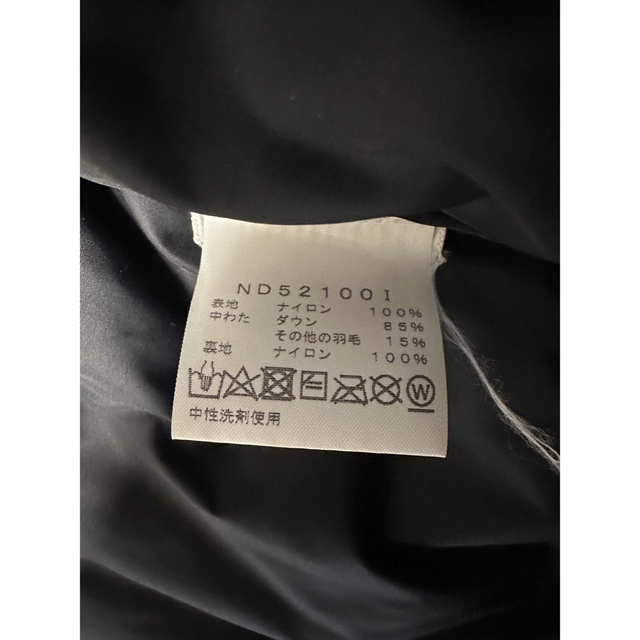 ND52100I
表地 ナイロン 100%
中わた ダウン 85%
その他の羽毛 15%
裏地 ナイロン 100%
W
中性洗剤使用